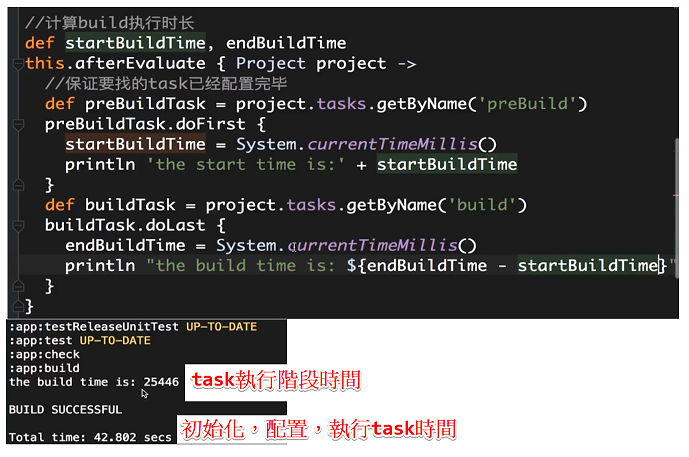 //计算build执行时长
def startBuildTime, endBuildTime
this.afterEvaluate { Project project ->
//保证要找的task已经配置完毕
def preBuildTask = project.tasks.getByName('preBuild')
preBuildTask.doFirst {
startBuildTime = System.currentTimeMillis()
println 'the start time is:' + startBuildTime
}
def buildTask = project.tasks.getByName('build')
buildTask.doLast {
endBuildTime = System.currentTimeMillis()
println "the build time is: ${endBuildTime - startBuildTime}"
}
}
:app:testReleaseUnitTest UP-TO-DATE
:app:test UP-TO-DATE
:app:check
:app:build
the build time is: 25446
task執行階段時間
BUILD SUCCESSFUL
Total time: 42.802 secs
初始化，配置，執行task時間